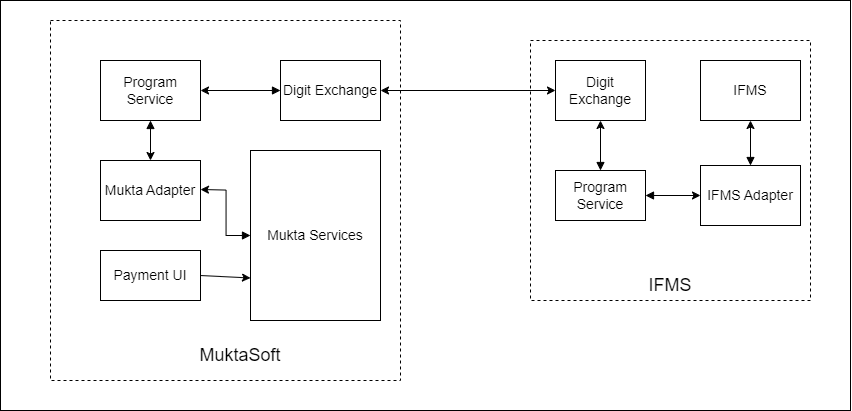 Program
Service
Digit Exchange
Mukta Adapter
Mukta Services
Payment UI
MuktaSoft
Digit
Exchange
IFMS
Program
Service
IFMS Adapter
IFMS